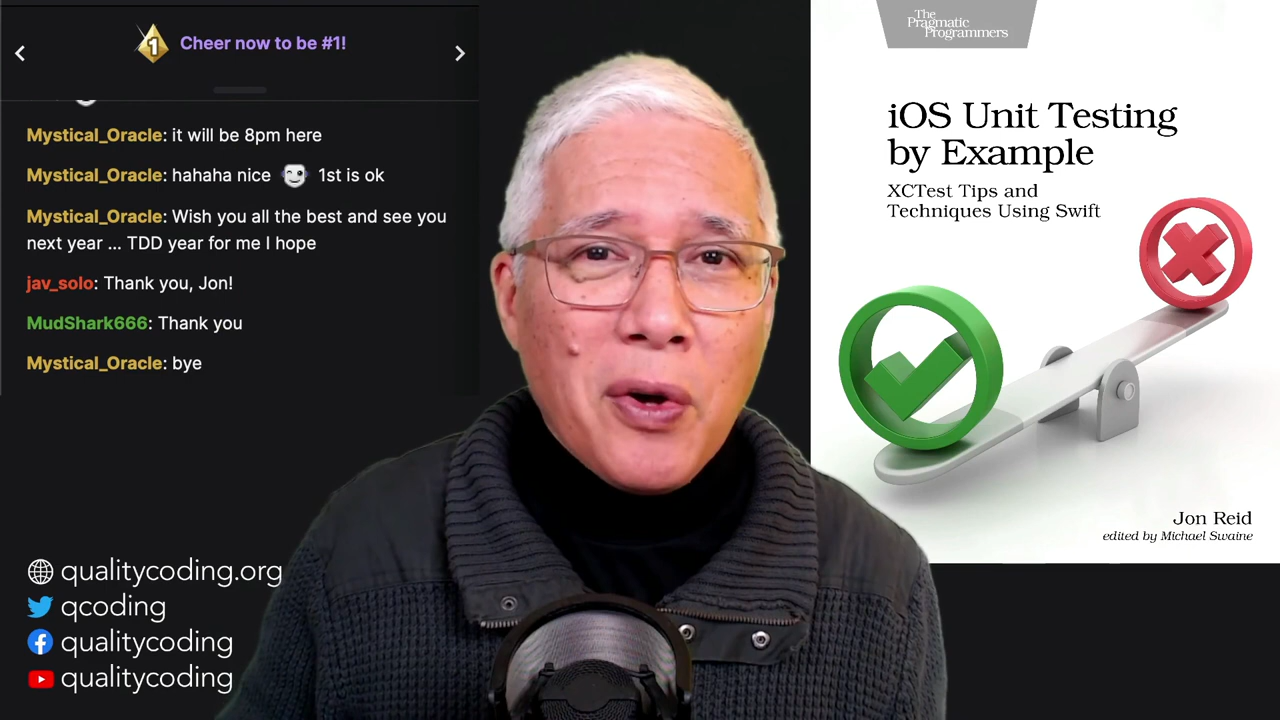 1
Cheer now to be #1!
Mystical_Oracle: it will be 8pm here
Mystical_Oracle: hahaha nice 1st is ok
Mystical_Oracle: Wish you all the best and see you
next year ... TDD year for me I hope
jav_solo: Thank you, Jon!
MudShark666: Thank you
Mystical_Oracle: bye
qualitycoding.org
qcoding
qualitycoding
qualitycoding
The
Pragmatic
Programmers
iOS Unit Testing
by Example
XCTest Tips and
Techniques Using Swift
Jon Reid
edited by Michael Swaine